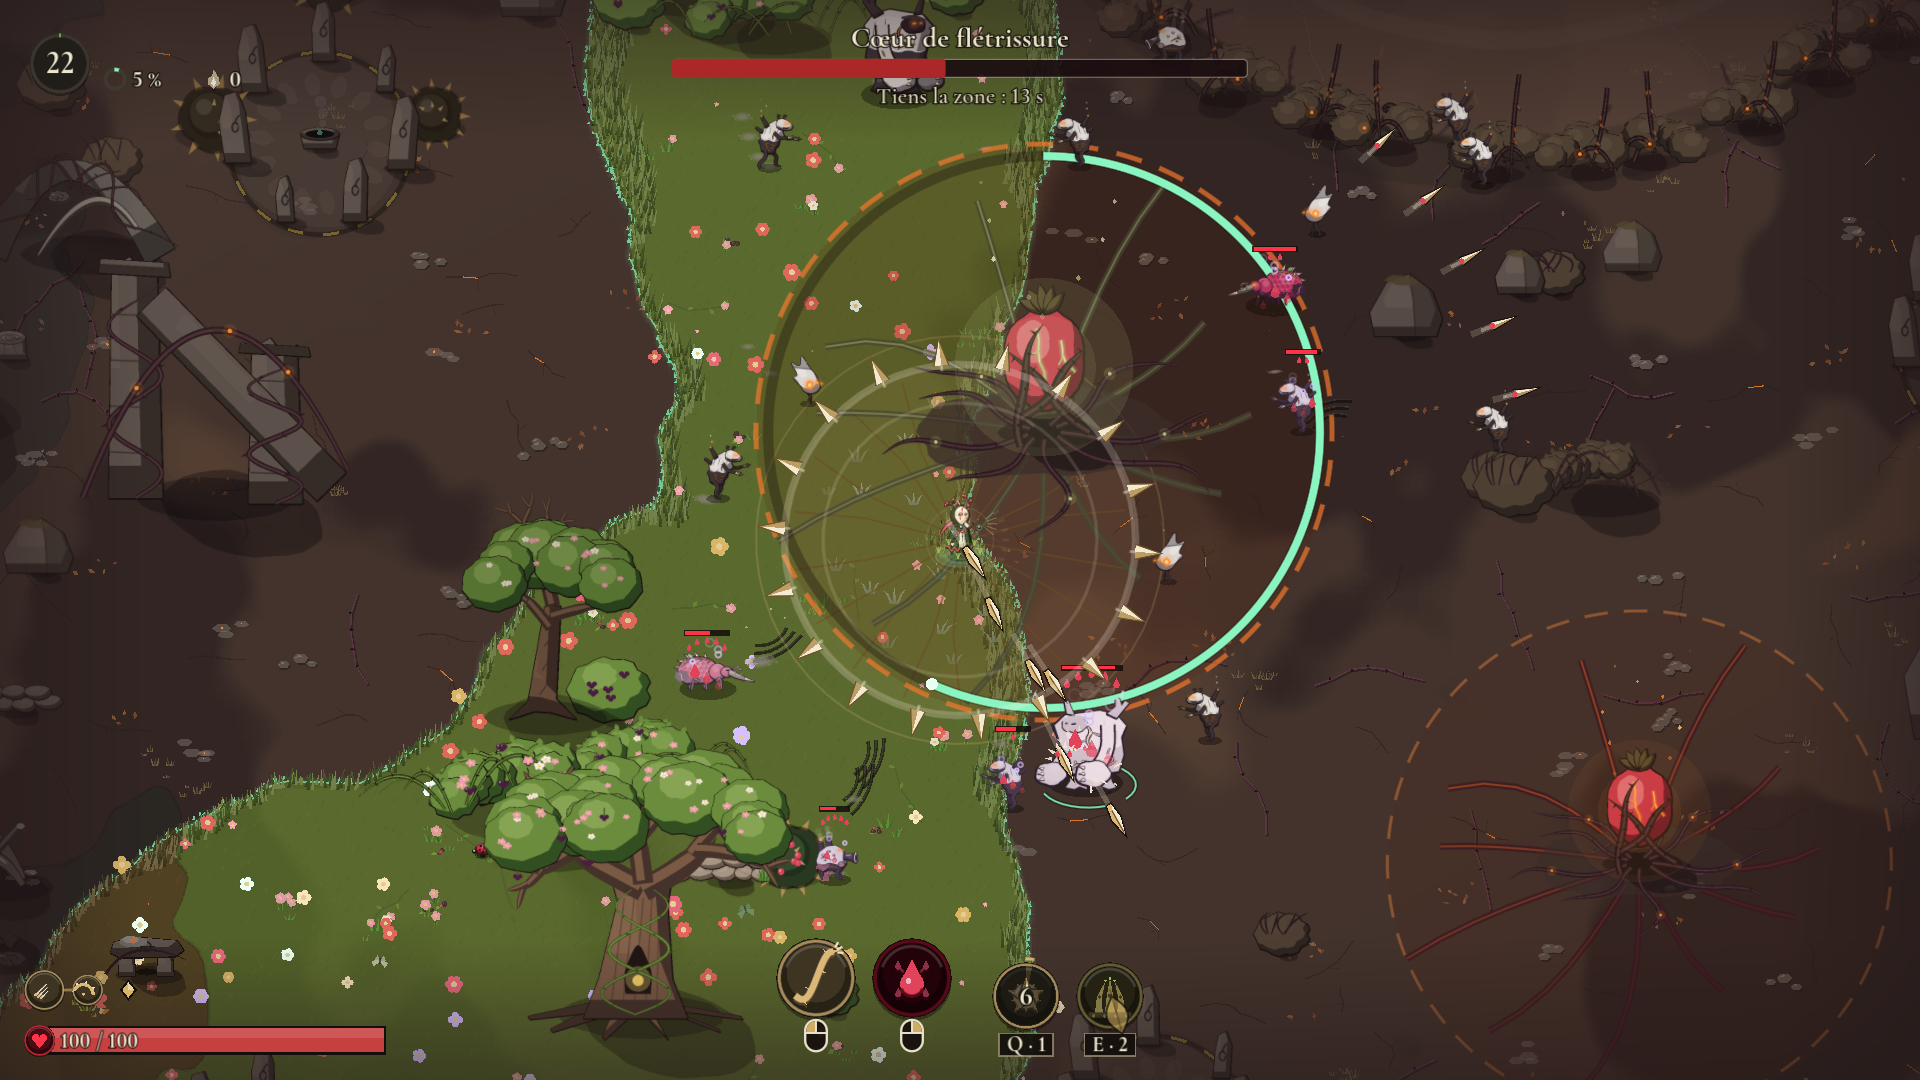 Cœur de flétrissure
22
5 %
0
Tiens la zone : 13 s
6
100 / 100
Q · 1
E · 2